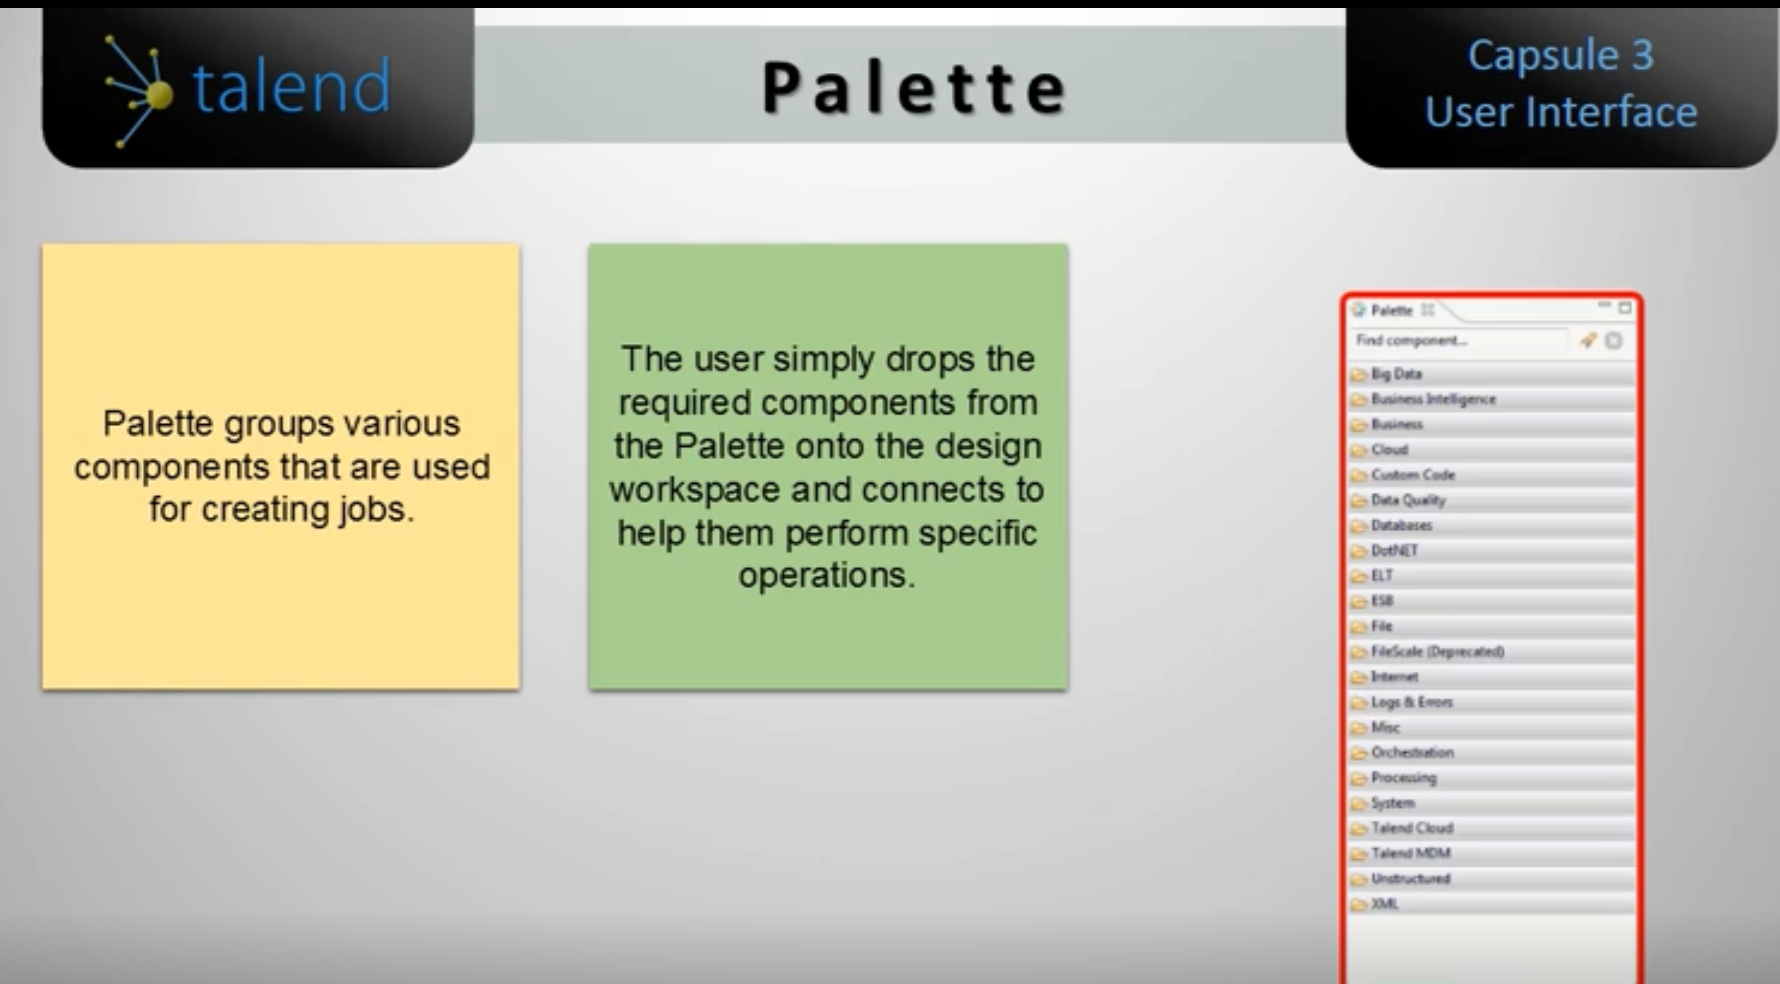 talend
Palette
Capsule 3
User Interface
Palette groups various
components that are used
for creating jobs.
The user simply drops the
required components from
the Palette onto the design
workspace and connects to
help them perform specific
operations.
Palette
Find component...
Big Data
Business Intelligence
Business
Cloud
Custom Code
Data Quality
Databases
DotNET
ELT
ESB
File
FileScale (Deprecated)
Internet
Logs & Errors
Misc
Orchestration
Processing
System
Talend Cloud
Talend MDM
Unstructured
XML